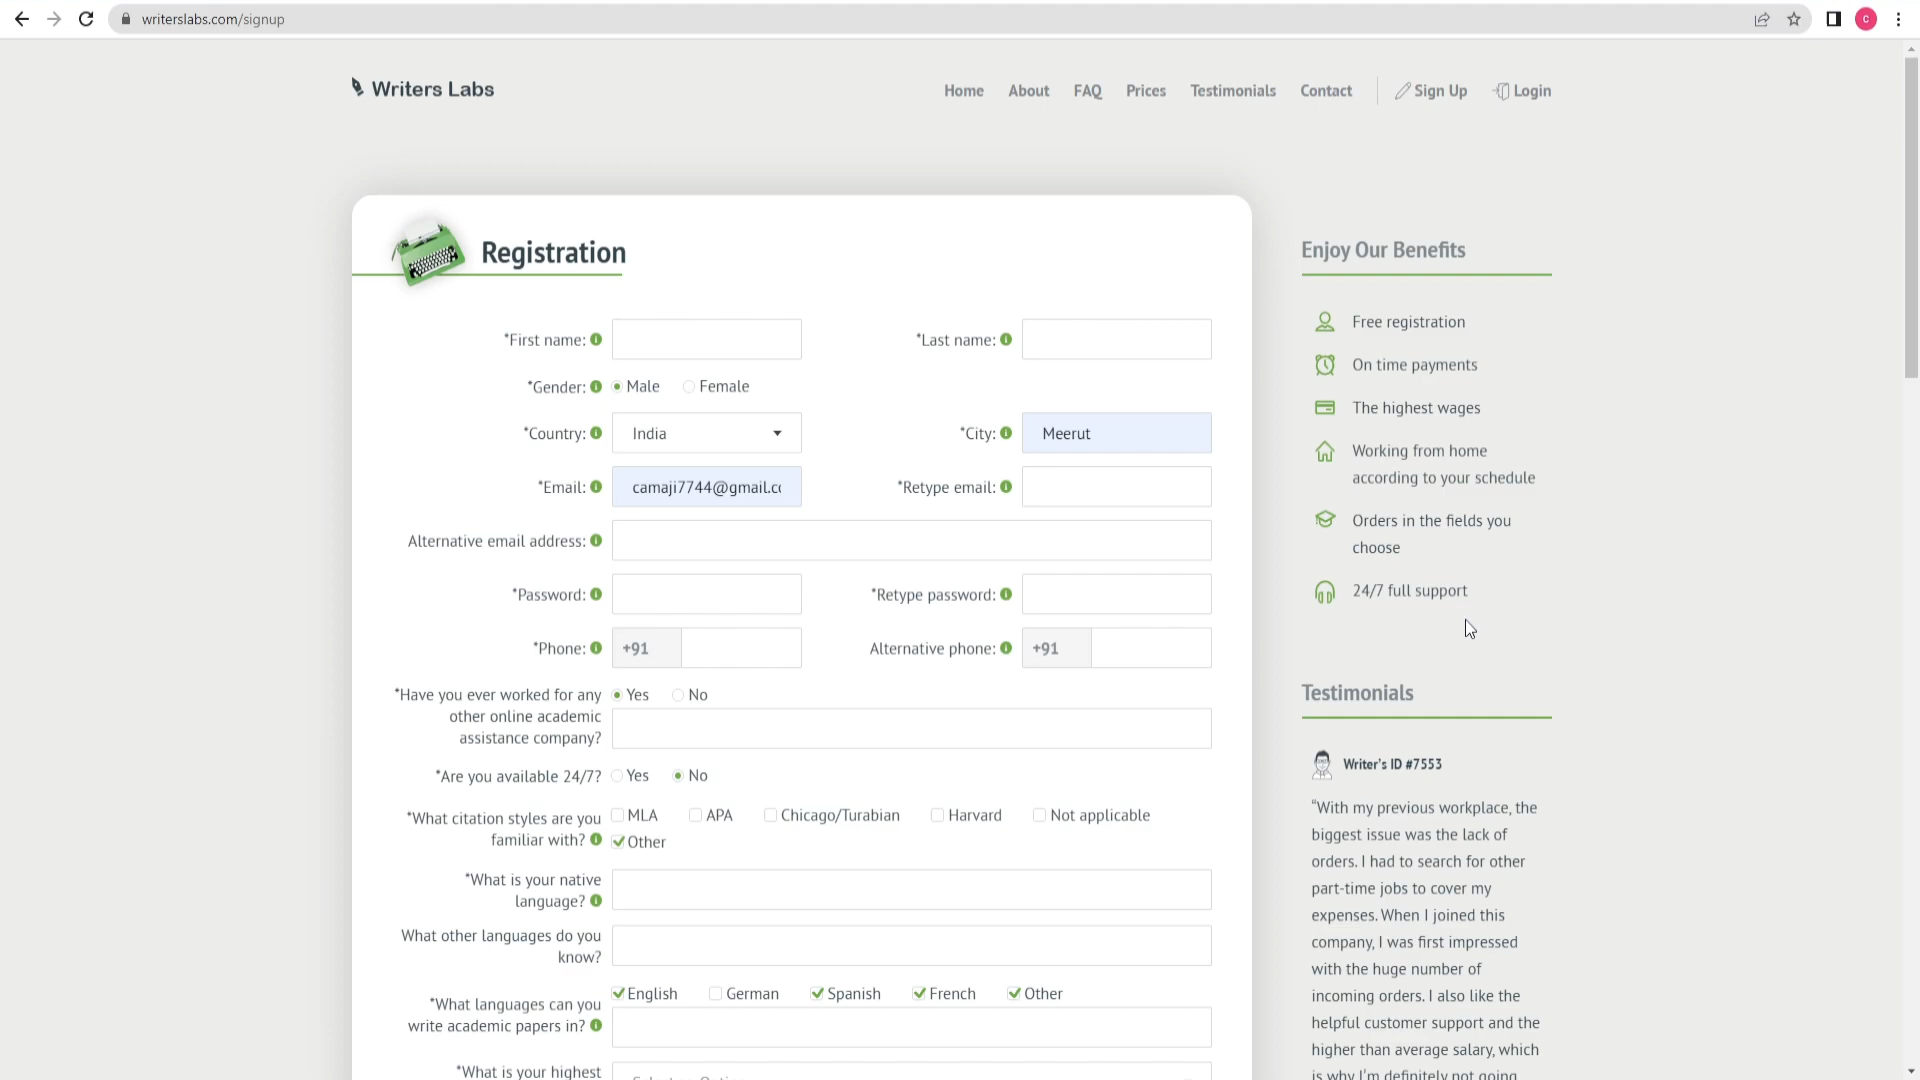 writerslabs.com/signup
C
Writers Labs
Home About FAQ Prices Testimonials Contact Sign Up Login
Registration
*First name:
*Last name:
*Gender: Male Female
*Country: India
*City: Meerut
*Email: camaji7744@gmail.c
*Retype email:
Alternative email address:
*Password:
*Retype password:
*Phone: +91
Alternative phone: +91
*Have you ever worked for any
other online academic
assistance company?
Yes No
*Are you available 24/7? Yes No
*What citation styles are you
familiar with?
MLA APA Chicago/Turabian Harvard Not applicable
Other
*What is your native
language?
What other languages do you
know?
*What languages can you
write academic papers in?
English German Spanish French Other
*What is your highest
Enjoy Our Benefits
Free registration
On time payments
The highest wages
Working from home
according to your schedule
Orders in the fields you
choose
24/7 full support
Testimonials
Writer's ID #7553
“With my previous workplace, the
biggest issue was the lack of
orders. I had to search for other
part-time jobs to cover my
expenses. When I joined this
company, I was first impressed
with the huge number of
incoming orders. I also like the
helpful customer support and the
higher than average salary, which
is why I'm definitely not going